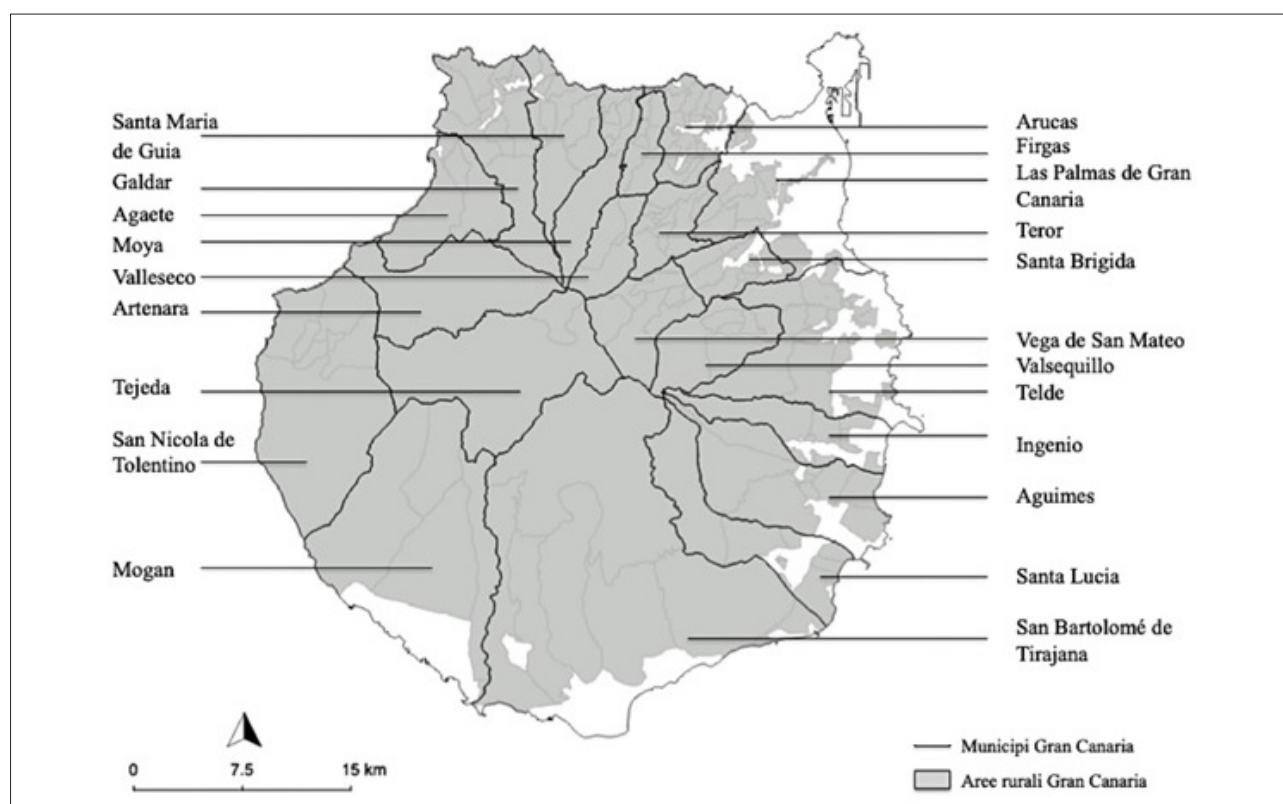 Santa Maria
de Guia
Galdar
Agaete
Moya
Valleseco
Artenara
Tejeda
San Nicola de
Tolentino
Mogan
Arucas
Firgas
Las Palmas de Gran
Canaria
Teror
Santa Brigida
Vega de San Mateo
Valsequillo
Telde
Ingenio
Aguimes
Santa Lucia
San Bartolomé de
Tirajana
0 7.5 15 km
Municipi Gran Canaria
Aree rurali Gran Canaria